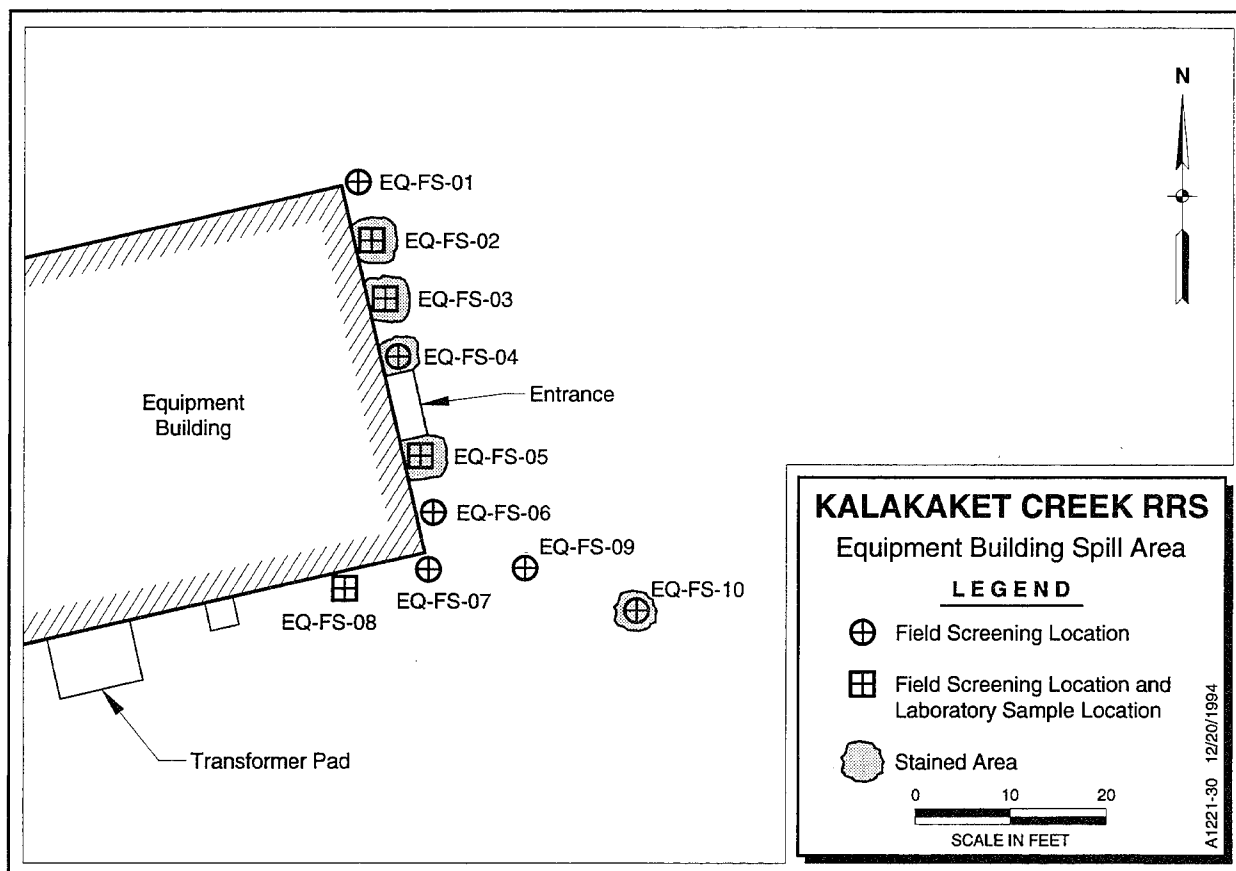 N
EQ-FS-01
EQ-FS-02
EQ-FS-03
EQ-FS-04
Entrance
Equipment
Building
EQ-FS-05
EQ-FS-06
EQ-FS-09
EQ-FS-07
EQ-FS-10
EQ-FS-08
Transformer Pad
KALAKAKET CREEK RRS
Equipment Building Spill Area
LEGEND
Field Screening Location
Field Screening Location and
Laboratory Sample Location
Stained Area
0 10 20
SCALE IN FEET
A1221-30 12/20/1994